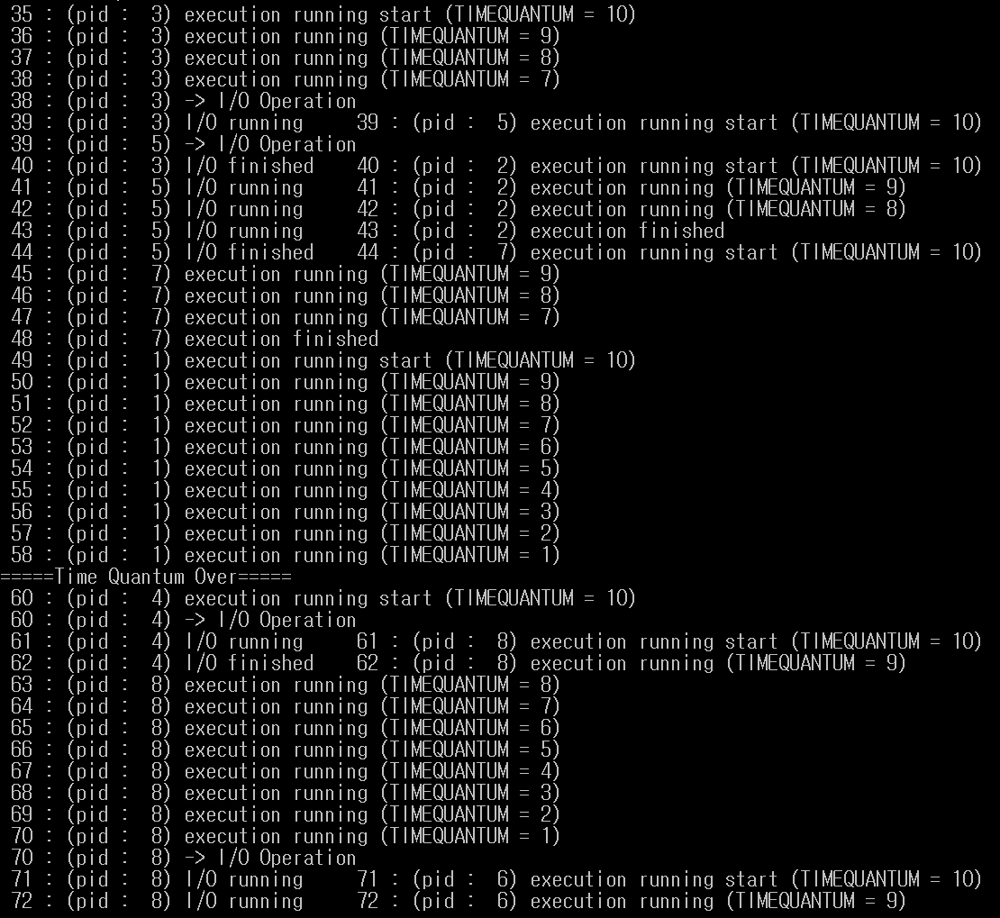 35 : (pid :  3) execution running start (TIMEQUANTUM = 10)
36 : (pid :  3) execution running (TIMEQUANTUM = 9)
37 : (pid :  3) execution running (TIMEQUANTUM = 8)
38 : (pid :  3) execution running (TIMEQUANTUM = 7)
38 : (pid :  3) -> I/O Operation
39 : (pid :  3) I/O running     39 : (pid :  5) execution running start (TIMEQUANTUM = 10)
39 : (pid :  5) -> I/O Operation
40 : (pid :  3) I/O finished    40 : (pid :  2) execution running start (TIMEQUANTUM = 10)
41 : (pid :  5) I/O running     41 : (pid :  2) execution running (TIMEQUANTUM = 9)
42 : (pid :  5) I/O running     42 : (pid :  2) execution running (TIMEQUANTUM = 8)
43 : (pid :  5) I/O running     43 : (pid :  2) execution finished
44 : (pid :  5) I/O finished    44 : (pid :  7) execution running start (TIMEQUANTUM = 10)
45 : (pid :  7) execution running (TIMEQUANTUM = 9)
46 : (pid :  7) execution running (TIMEQUANTUM = 8)
47 : (pid :  7) execution running (TIMEQUANTUM = 7)
48 : (pid :  7) execution finished
49 : (pid :  1) execution running start (TIMEQUANTUM = 10)
50 : (pid :  1) execution running (TIMEQUANTUM = 9)
51 : (pid :  1) execution running (TIMEQUANTUM = 8)
52 : (pid :  1) execution running (TIMEQUANTUM = 7)
53 : (pid :  1) execution running (TIMEQUANTUM = 6)
54 : (pid :  1) execution running (TIMEQUANTUM = 5)
55 : (pid :  1) execution running (TIMEQUANTUM = 4)
56 : (pid :  1) execution running (TIMEQUANTUM = 3)
57 : (pid :  1) execution running (TIMEQUANTUM = 2)
58 : (pid :  1) execution running (TIMEQUANTUM = 1)
=====Time Quantum Over=====
60 : (pid :  4) execution running start (TIMEQUANTUM = 10)
60 : (pid :  4) -> I/O Operation
61 : (pid :  4) I/O running     61 : (pid :  8) execution running start (TIMEQUANTUM = 10)
62 : (pid :  4) I/O finished    62 : (pid :  8) execution running (TIMEQUANTUM = 9)
63 : (pid :  8) execution running (TIMEQUANTUM = 8)
64 : (pid :  8) execution running (TIMEQUANTUM = 7)
65 : (pid :  8) execution running (TIMEQUANTUM = 6)
66 : (pid :  8) execution running (TIMEQUANTUM = 5)
67 : (pid :  8) execution running (TIMEQUANTUM = 4)
68 : (pid :  8) execution running (TIMEQUANTUM = 3)
69 : (pid :  8) execution running (TIMEQUANTUM = 2)
70 : (pid :  8) execution running (TIMEQUANTUM = 1)
70 : (pid :  8) -> I/O Operation
71 : (pid :  8) I/O running     71 : (pid :  6) execution running start (TIMEQUANTUM = 10)
72 : (pid :  8) I/O running     72 : (pid :  6) execution running (TIMEQUANTUM = 9)